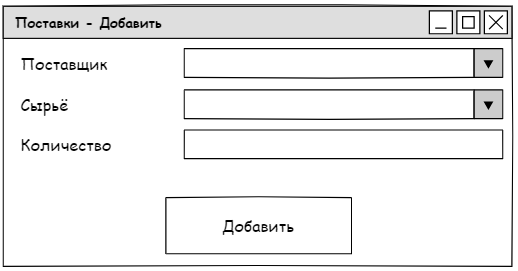 Поставки - Добавить
Поставщик
Сырьё
Количество
Добавить